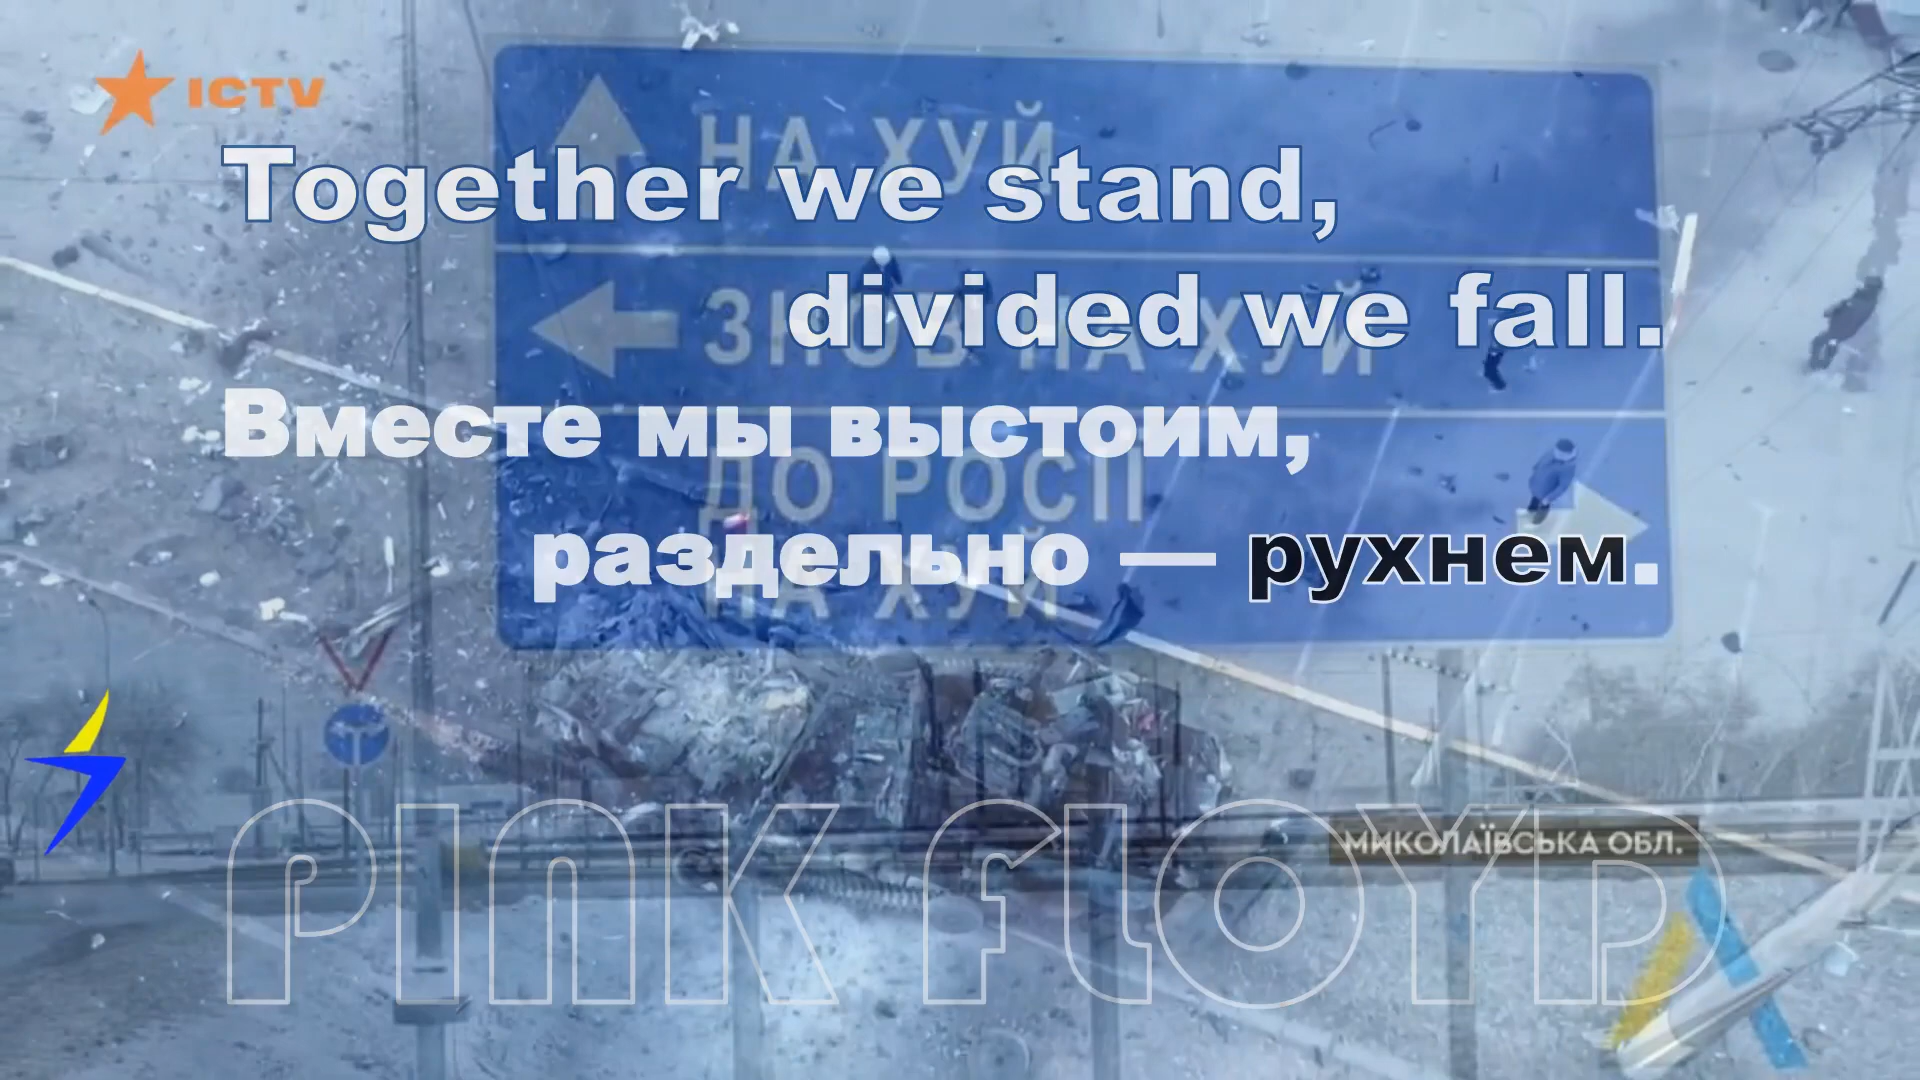 ICTV
НА ХУЙ
Together we stand,
divided we fall.
ЗНОВ НА ХУЙ
Вместе мы выстоим,
ДО РОСІЇ
раздельно — рухнем.
НА ХУЙ
МИКОЛАЇВСЬКА ОБЛ.
PINK FLOYD